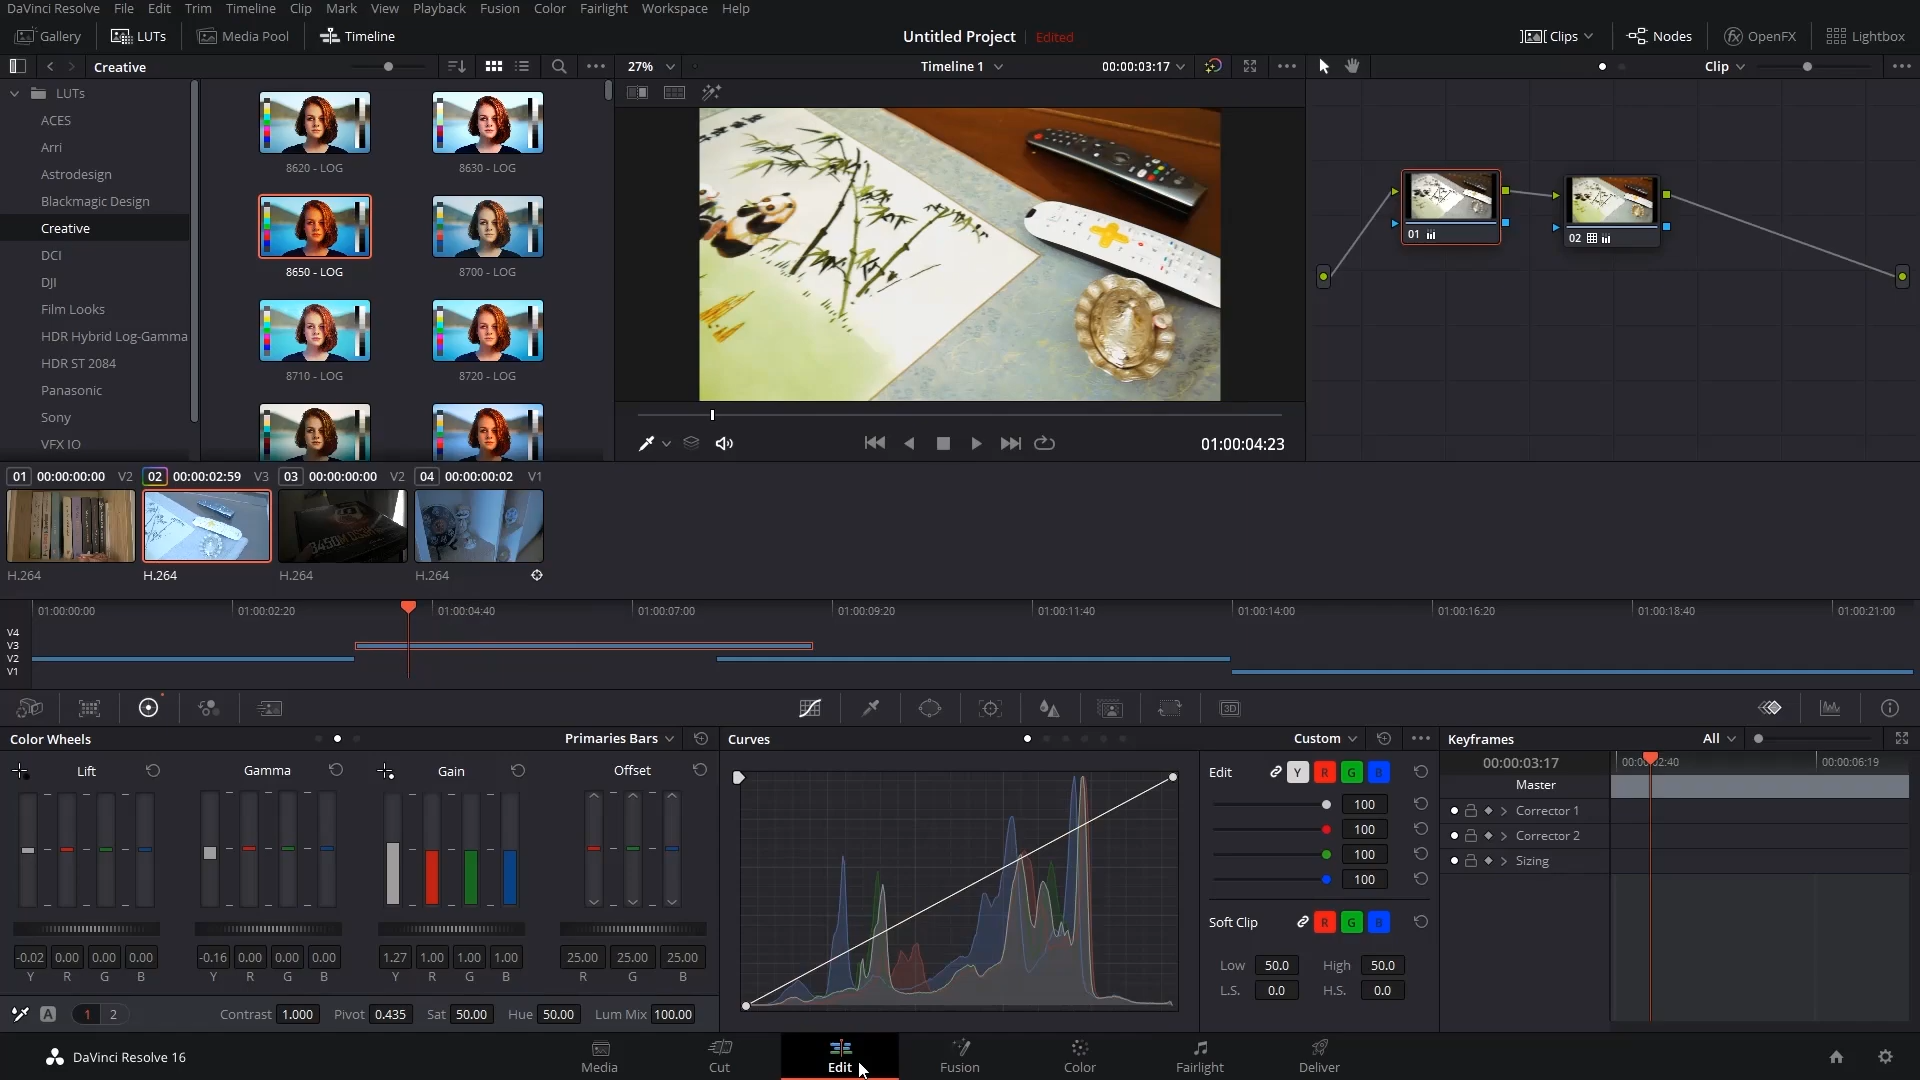 DaVinci Resolve File Edit Trim Timeline Clip Mark View Playback Fusion Color Fairlight Workspace Help
Gallery LUTs Media Pool Timeline Untitled Project Edited Clips Nodes fx OpenFX Lightbox
Creative 27% Timeline 1 00:00:03:17 Clip
LUTs
ACES
Arri
Astrodesign
Blackmagic Design
Creative
DCI
DJI
Film Looks
HDR Hybrid Log-Gamma
HDR ST 2084
Panasonic
Sony
VFX IO
8620 - LOG 8630 - LOG
8650 - LOG 8700 - LOG
8710 - LOG 8720 - LOG
01:00:04:23
01 02
01 00:00:00:00 V2 02 00:00:02:59 V3 03 00:00:00:00 V2 04 00:00:00:02 V1
H.264 H.264 H.264 H.264
01:00:00:00 01:00:02:20 01:00:04:40 01:00:07:00 01:00:09:20 01:00:11:40 01:00:14:00 01:00:16:20 01:00:18:40 01:00:21:00
V4
V3
V2
V1
3D
Color Wheels Primaries Bars
Lift Gamma Gain Offset
-0.02 0.00 0.00 0.00 -0.16 0.00 0.00 0.00 1.27 1.00 1.00 1.00 25.00 25.00 25.00
Y R G B Y R G B Y R G B R G B
A 1 2 Contrast 1.000 Pivot 0.435 Sat 50.00 Hue 50.00 Lum Mix 100.00
Curves Custom
Edit Y R G B
100
100
100
100
Soft Clip R G B
Low 50.0 High 50.0
L.S. 0.0 H.S. 0.0
Keyframes All
00:00:03:17 00:00:02:40 00:00:06:19
Master
Corrector 1
Corrector 2
Sizing
DaVinci Resolve 16 Media Cut Edit Fusion Color Fairlight Deliver